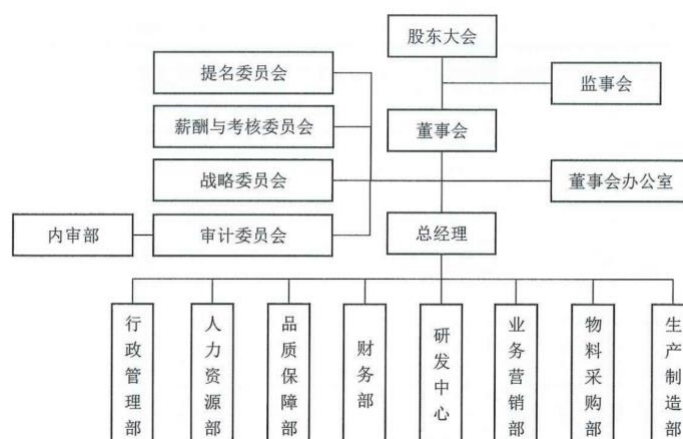 股东大会
提名委员会
监事会
薪酬与考核委员会
董事会
战略委员会
董事会办公室
内审部
审计委员会
总经理
行政管理部
人力资源部
品质保障部
财务部
研发中心
业务营销部
物料采购部
生产制造部